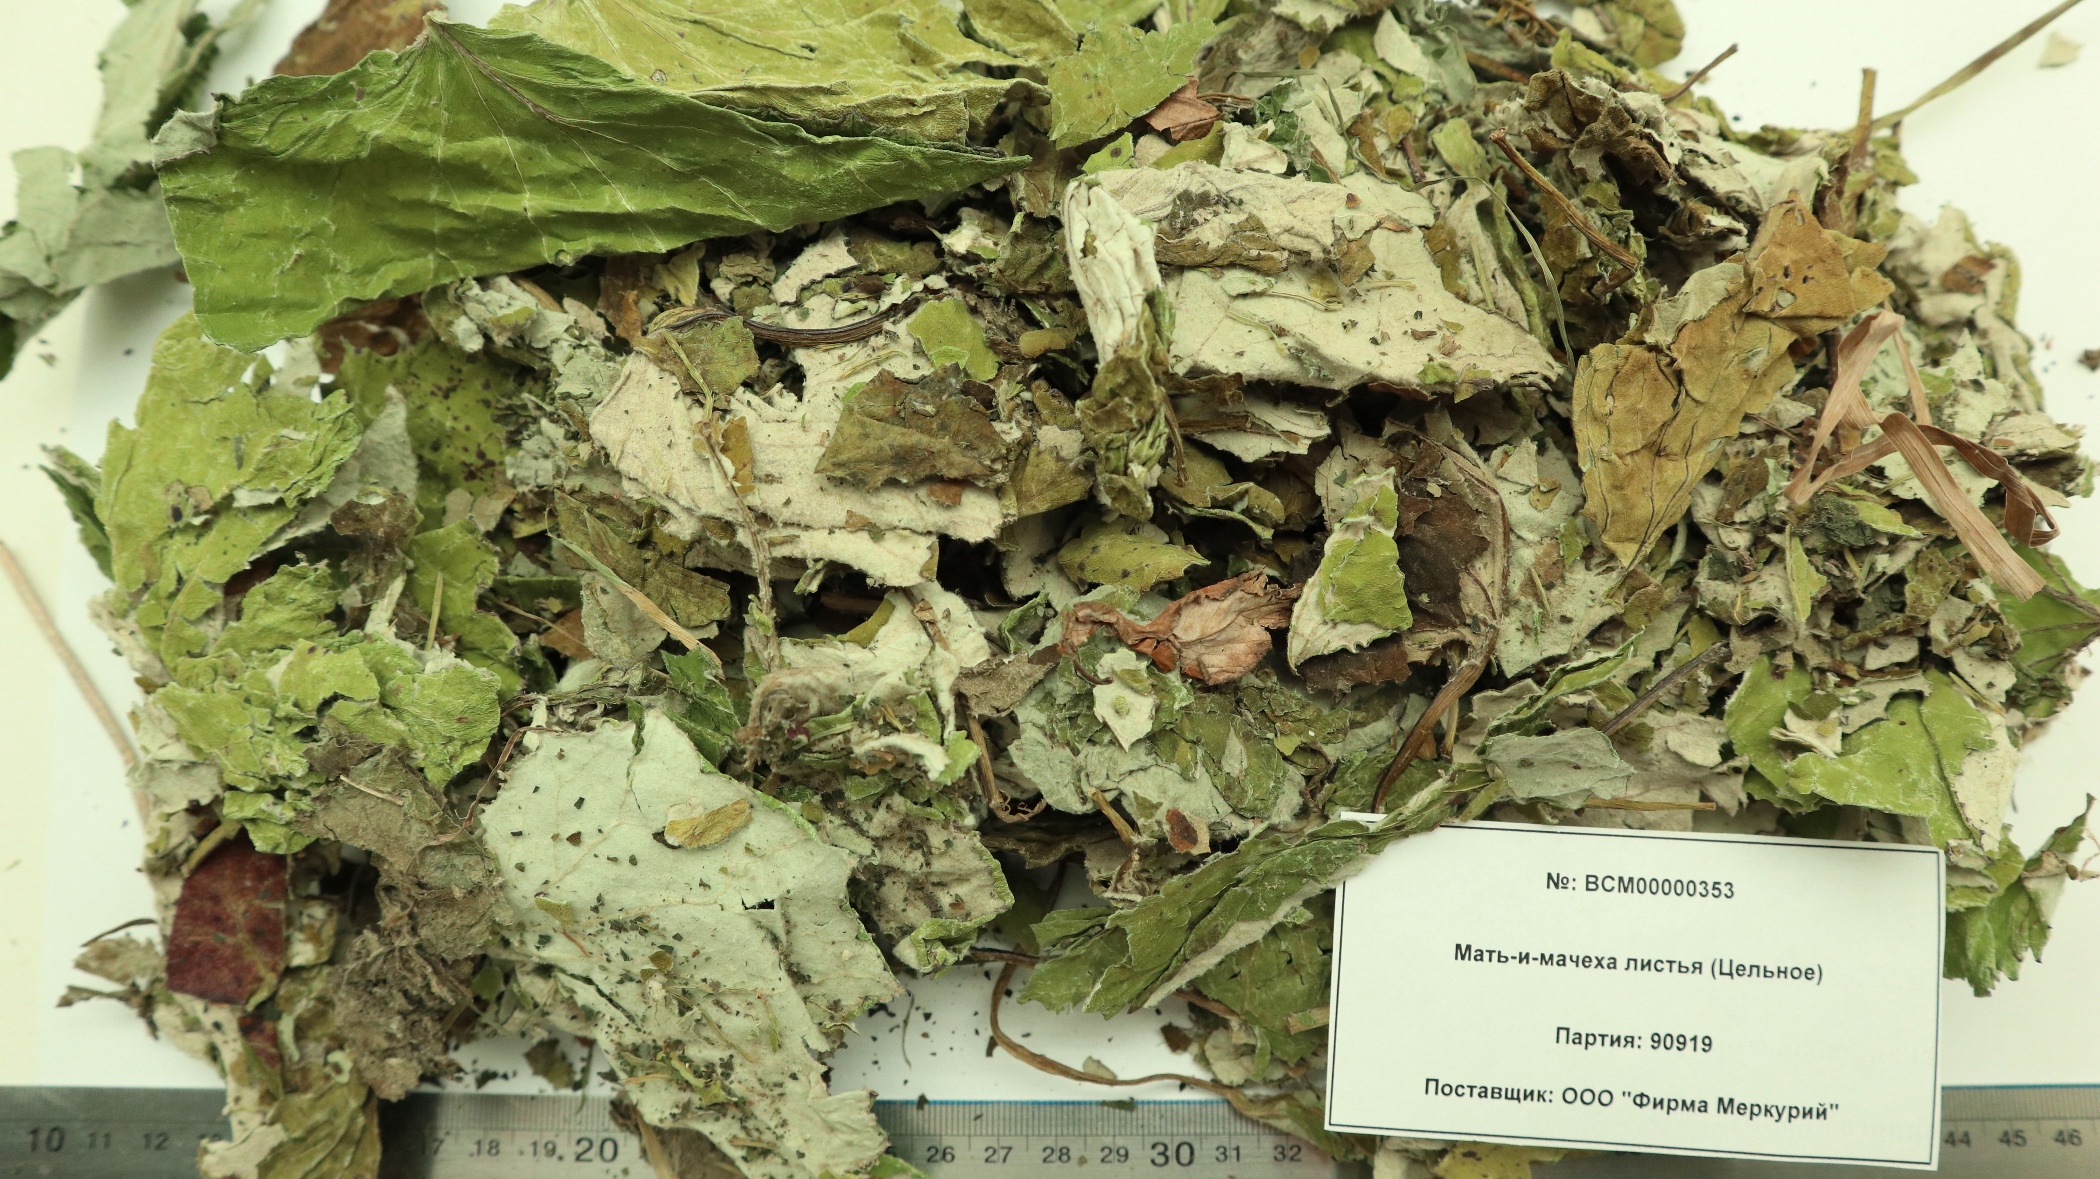 №: BCM00000353
Мать-и-мачеха листья (Цельное)
Партия: 90919
Поставщик: ООО "Фирма Меркурий"
10 11 12 17 18 19 20 26 27 28 29 30 31 32 44 45 46